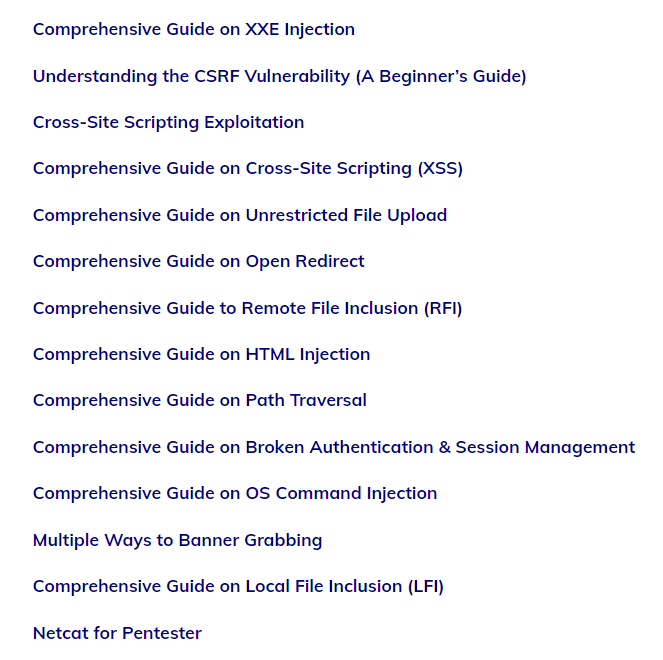 Comprehensive Guide on XXE Injection
Understanding the CSRF Vulnerability (A Beginner’s Guide)
Cross-Site Scripting Exploitation
Comprehensive Guide on Cross-Site Scripting (XSS)
Comprehensive Guide on Unrestricted File Upload
Comprehensive Guide on Open Redirect
Comprehensive Guide to Remote File Inclusion (RFI)
Comprehensive Guide on HTML Injection
Comprehensive Guide on Path Traversal
Comprehensive Guide on Broken Authentication & Session Management
Comprehensive Guide on OS Command Injection
Multiple Ways to Banner Grabbing
Comprehensive Guide on Local File Inclusion (LFI)
Netcat for Pentester